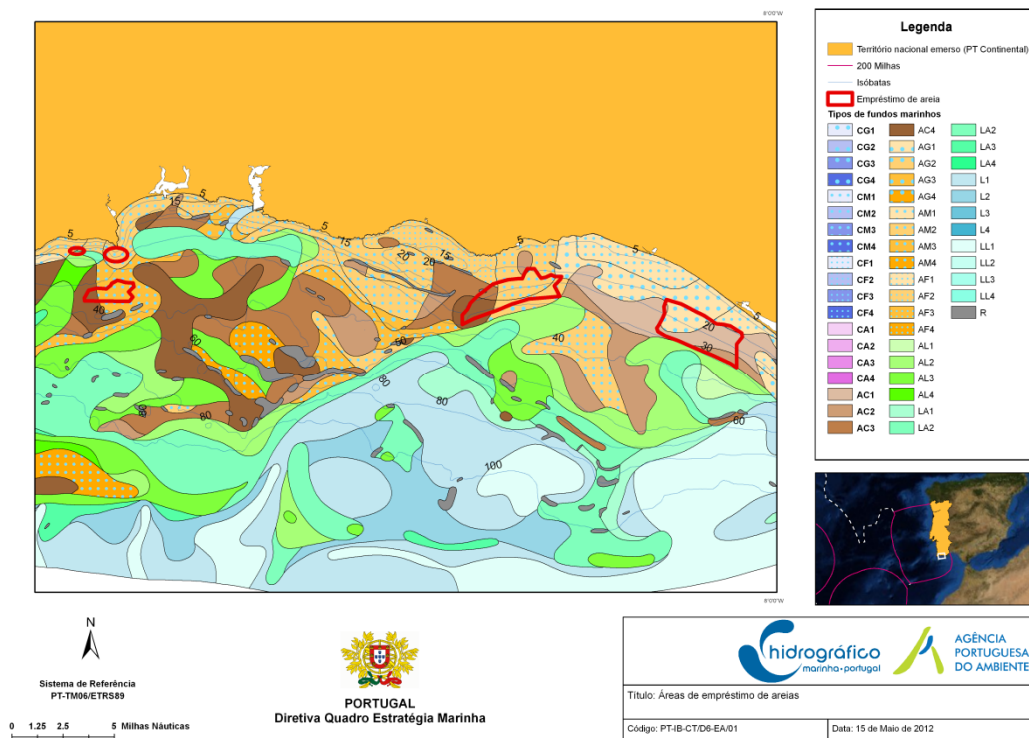 8°00'W
5
15
5
5
15
20
20
15
5
5
20
30
40
60
50
40
80
80
80
60
80
100
8°00'W
Legenda
Território nacional emerso (PT Continental)
200 Milhas
Isóbatas
Empréstimo de areia
Tipos de fundos marinhos
CG1 AC4 LA2
CG2 AG1 LA3
CG3 AG2 LA4
CG4 AG3 L1
CM1 AG4 L2
CM2 AM1 L3
CM3 AM2 L4
CM4 AM3 LL1
CF1 AM4 LL2
CF2 AF1 LL3
CF3 AF2 LL4
CF4 AF3 R
CA1 AF4
CA2 AL1
CA3 AL2
CA4 AL3
AC1 AL4
AC2 LA1
AC3 LA2
N
Sistema de Referência
PT-TM06/ETRS89
0 1.25 2.5 5 Milhas Náuticas
PORTUGAL
Diretiva Quadro Estratégia Marinha
hidrográfico
marinha•portugal
AGÊNCIA
PORTUGUESA
DO AMBIENTE
Título: Áreas de empréstimo de areias
Código: PT-IB-CT/D6-EA/01
Data: 15 de Maio de 2012